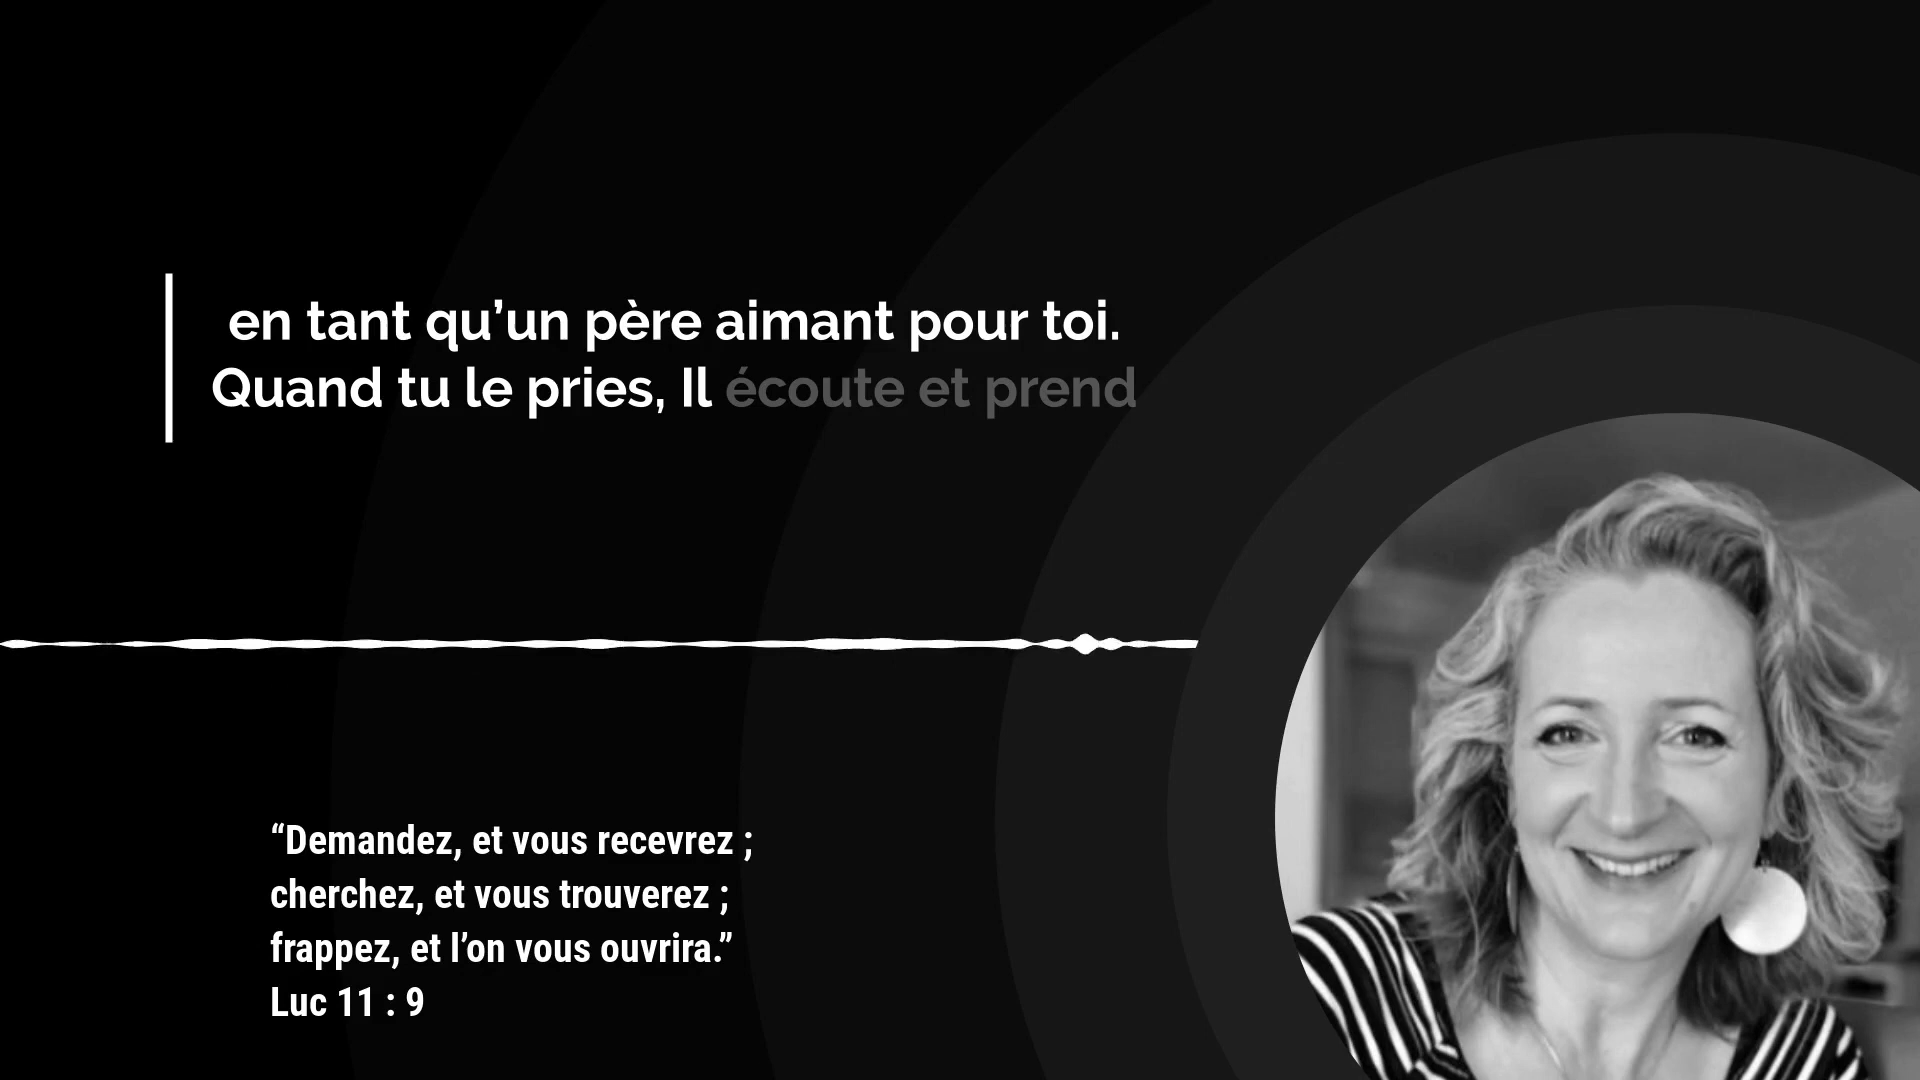 en tant qu’un père aimant pour toi.
Quand tu le pries, Il écoute et prend
“Demandez, et vous recevrez ;
cherchez, et vous trouverez ;
frappez, et l’on vous ouvrira.”
Luc 11 : 9